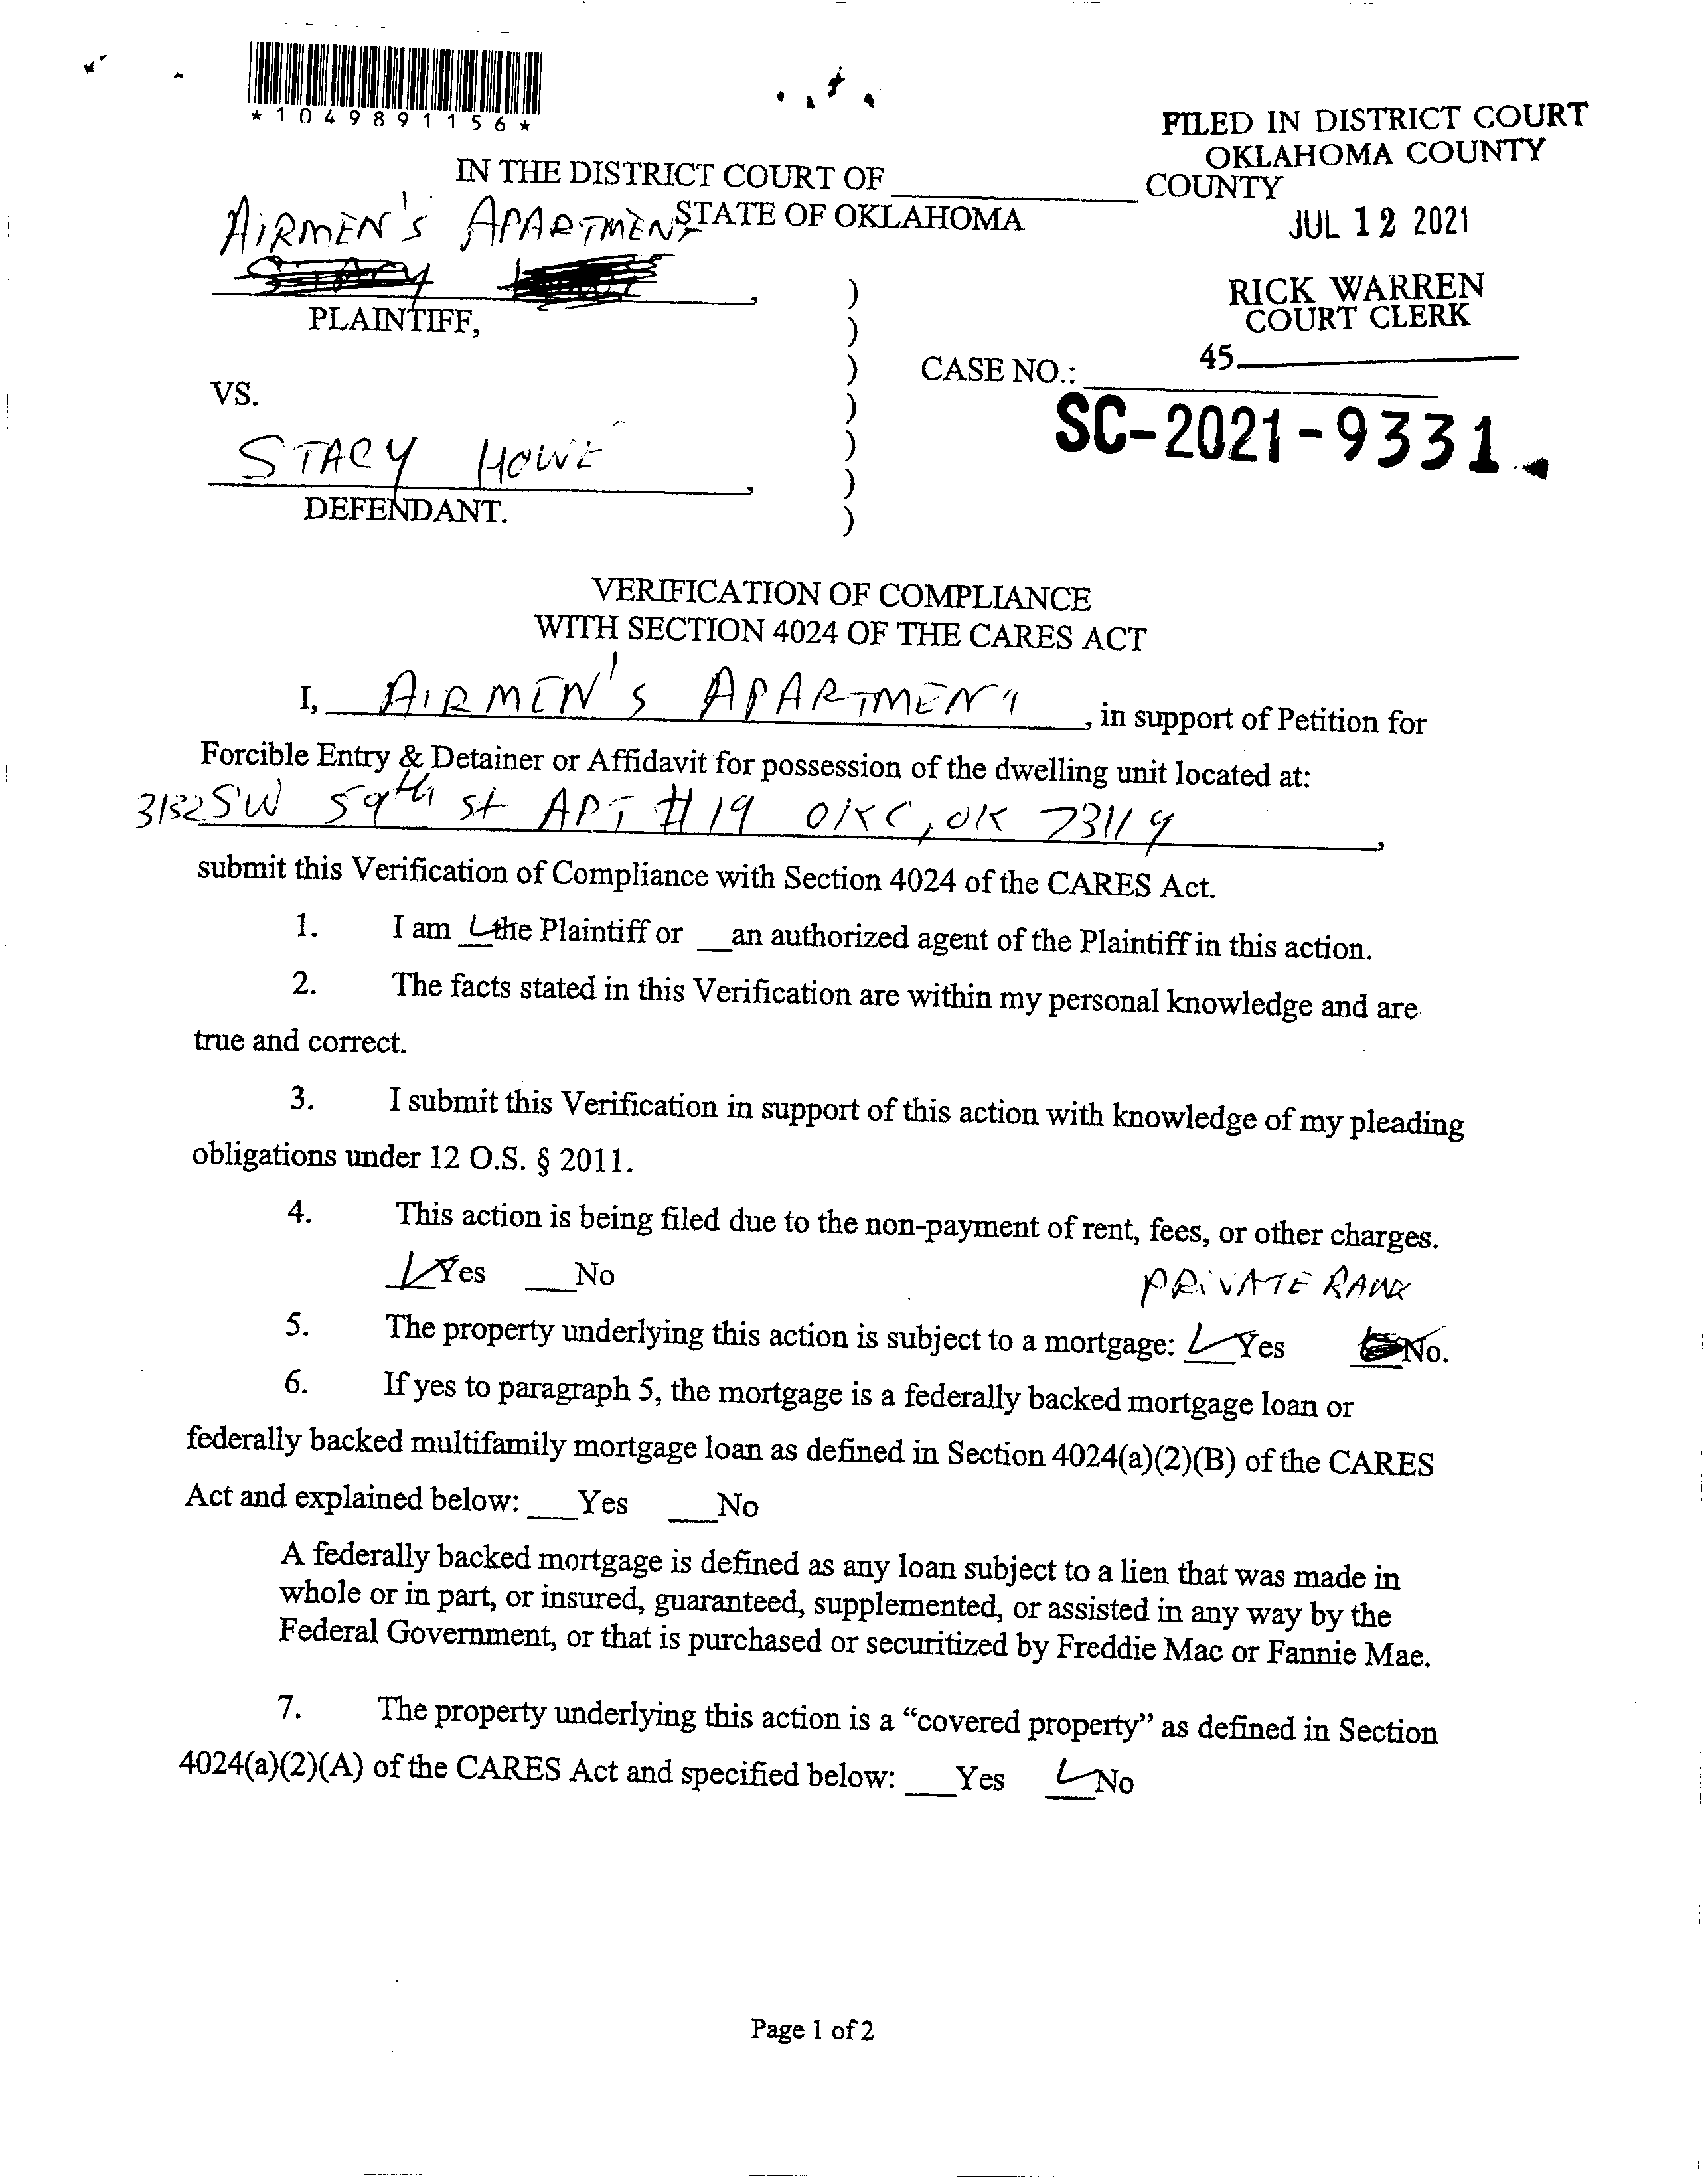 *1049891156*
FILED IN DISTRICT COURT
OKLAHOMA COUNTY
IN THE DISTRICT COURT OF ____________ COUNTY
STATE OF OKLAHOMA
JUL 12 2021
AIRMEN'S APARTMENT
PLAINTIFF,
RICK WARREN
COURT CLERK
45
VS.
CASE NO.:
SC-2021-9331
STACY HOWE,
DEFENDANT.
VERIFICATION OF COMPLIANCE
WITH SECTION 4024 OF THE CARES ACT
I, AIRMEN'S APARTMENT, in support of Petition for
Forcible Entry & Detainer or Affidavit for possession of the dwelling unit located at:
3132 SW 59th st APT #19 OKC, OK 73119,
submit this Verification of Compliance with Section 4024 of the CARES Act.
1. I am __the Plaintiff or __an authorized agent of the Plaintiff in this action.
2. The facts stated in this Verification are within my personal knowledge and are
true and correct.
3. I submit this Verification in support of this action with knowledge of my pleading
obligations under 12 O.S. § 2011.
4. This action is being filed due to the non-payment of rent, fees, or other charges.
___Yes ___No
PRIVATE BANK
5. The property underlying this action is subject to a mortgage: ___Yes ___No.
6. If yes to paragraph 5, the mortgage is a federally backed mortgage loan or
federally backed multifamily mortgage loan as defined in Section 4024(a)(2)(B) of the CARES
Act and explained below: ___Yes ___No
A federally backed mortgage is defined as any loan subject to a lien that was made in
whole or in part, or insured, guaranteed, supplemented, or assisted in any way by the
Federal Government, or that is purchased or securitized by Freddie Mac or Fannie Mae.
7. The property underlying this action is a “covered property” as defined in Section
4024(a)(2)(A) of the CARES Act and specified below: ___Yes ___No
Page 1 of 2